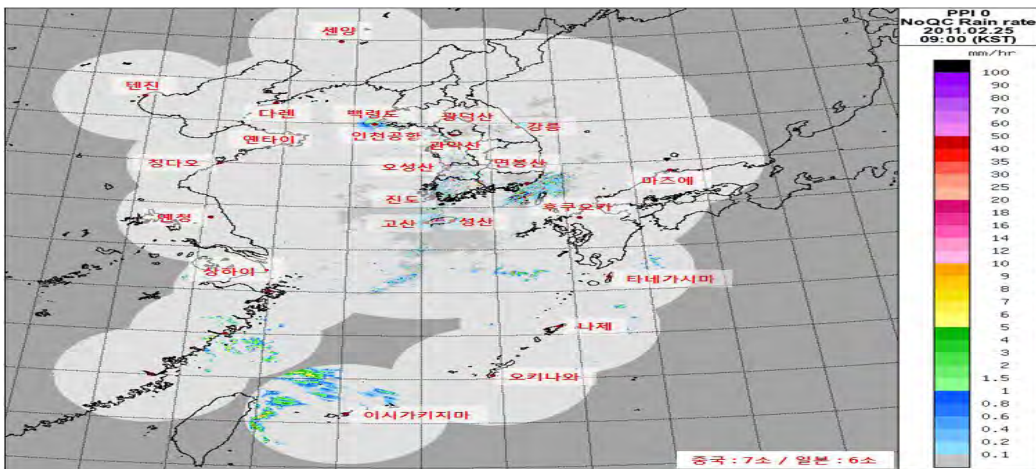 PPI 0
NoQC Rain rate
2011.02.25
09:00 (KST)
mm/hr
100
90
80
70
60
50
40
35
30
25
20
18
16
14
12
10
9
8
7
6
5
4
3
2
1.5
1
0.8
0.6
0.4
0.2
0.1
센양
텐진
다롄
백령도
광덕산
옌타이
인천공항
강릉
관악산
칭다오
오성산
면봉산
마즈에
진도
후쿠오카
옌청
고산
성산
상하이
타네가시마
나제
오키나와
이시가키지마
중국 : 7소 / 일본 : 6소